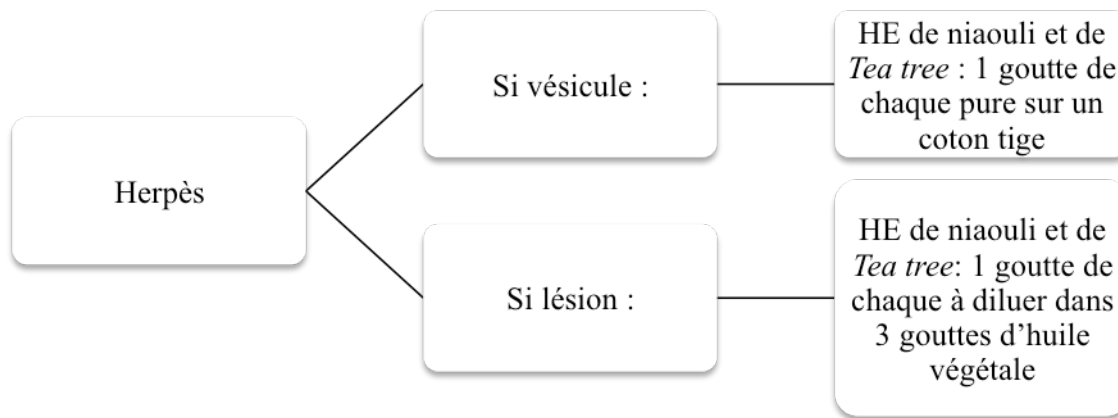 Herpès
Si vésicule :
HE de niaouli et de
Tea tree : 1 goutte de
chaque pure sur un
coton tige
Si lésion :
HE de niaouli et de
Tea tree: 1 goutte de
chaque à diluer dans
3 gouttes d’huile
végétale